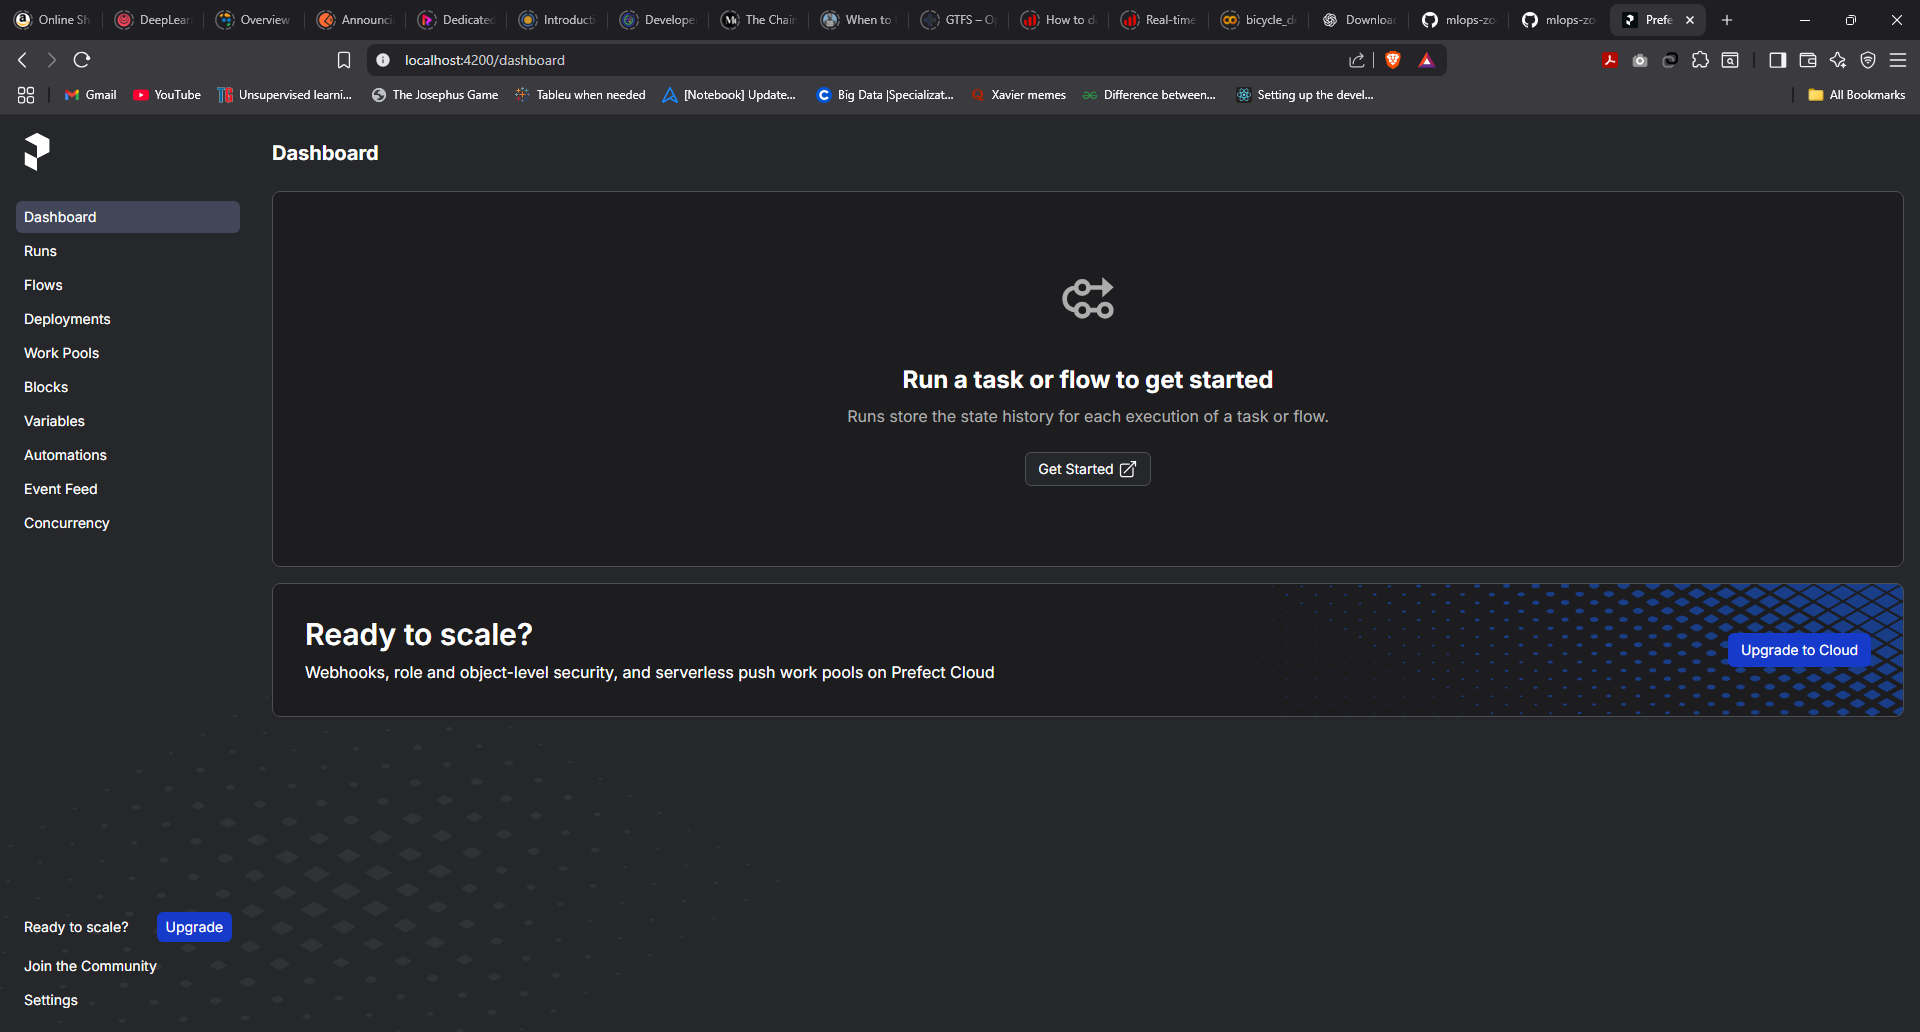 Online Sh
DeepLear
Overview
Announci
Dedicated
Introducti
Develope
The Chain
When to
GTFS – O
How to d
Real-time
bicycle_d
Downloac
mlops-zo
mlops-zo
Prefe
localhost:4200/dashboard
Gmail
YouTube
Unsupervised learni...
The Josephus Game
Tableu when needed
[Notebook] Update...
Big Data |Specializat...
Xavier memes
Difference between...
Setting up the devel...
All Bookmarks
Dashboard
Dashboard
Runs
Flows
Deployments
Work Pools
Blocks
Variables
Automations
Event Feed
Concurrency
Run a task or flow to get started
Runs store the state history for each execution of a task or flow.
Get Started
Ready to scale?
Webhooks, role and object-level security, and serverless push work pools on Prefect Cloud
Upgrade to Cloud
Ready to scale?
Upgrade
Join the Community
Settings